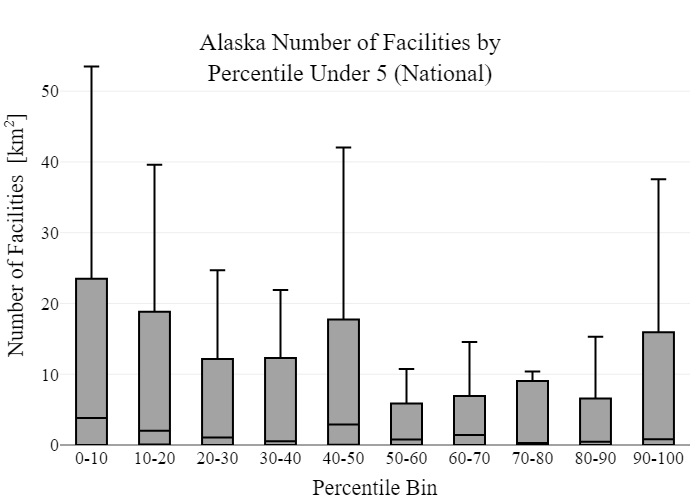 Alaska Number of Facilities by
Percentile Under 5 (National)
Number of Facilities [km²]
50
40
30
20
10
0
0-10 10-20 20-30 30-40 40-50 50-60 60-70 70-80 80-90 90-100
Percentile Bin